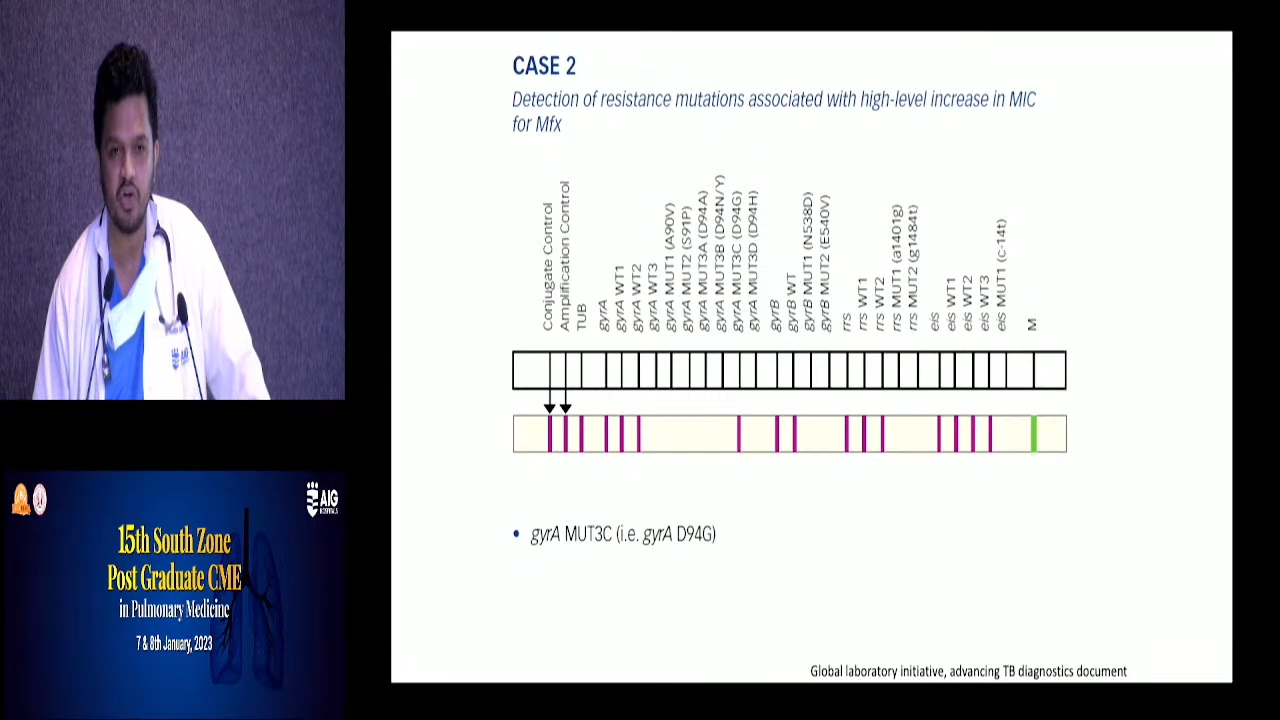 CASE 2
Detection of resistance mutations associated with high-level increase in MIC
for Mfx
Conjugate Control
Amplification Control
TUB
gyrA
gyrA WT1
gyrA WT2
gyrA WT3
gyrA MUT1 (A90V)
gyrA MUT2 (S91P)
gyrA MUT3A (D94A)
gyrA MUT3B (D94N/Y)
gyrA MUT3C (D94G)
gyrA MUT3D (D94H)
gyrB
gyrB WT
gyrB MUT1 (N538D)
gyrB MUT2 (E540V)
rrs
rrs WT1
rrs WT2
rrs MUT1 (a1401g)
rrs MUT2 (g1484t)
eis
eis WT1
eis WT2
eis WT3
eis MUT1 (c-14t)
M
• gyrA MUT3C (i.e. gyrA D94G)
Global laboratory initiative, advancing TB diagnostics document
AIG
HOSPITALS
15th South Zone
Post Graduate CME
in Pulmonary Medicine
7 & 8th January, 2023